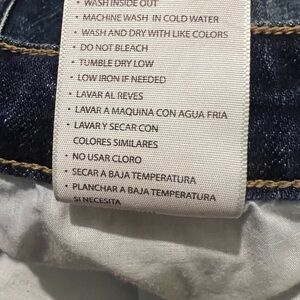 • WASH INSIDE OUT
• MACHINE WASH IN COLD WATER
• WASH AND DRY WITH LIKE COLORS
• DO NOT BLEACH
• TUMBLE DRY LOW
• LOW IRON IF NEEDED
• LAVAR AL REVES
• LAVAR A MAQUINA CON AGUA FRIA
• LAVAR Y SECAR CON
COLORES SIMILARES
• NO USAR CLORO
• SECAR A BAJA TEMPERATURA
• PLANCHAR A BAJA TEMPERATURA
SI NECESITA